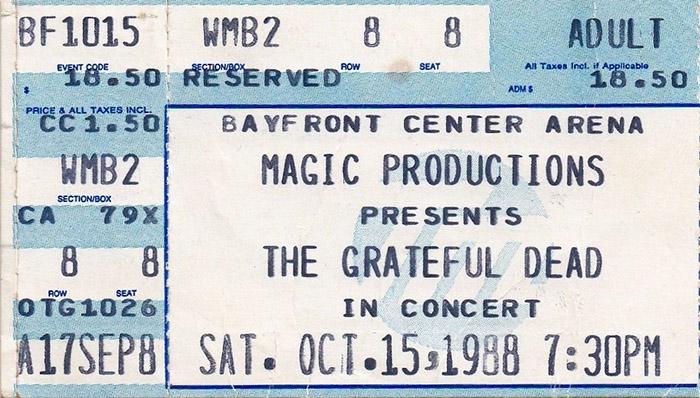 BF1015 WMB2 8 8 ADULT
EVENT CODE SECTION/BOX ROW SEAT All Taxes Incl. if Applicable
$ 18.50 RESERVED ADM $ 18.50
PRICE & ALL TAXES INCL.
CC 1.50
WMB2
SECTION/BOX
CA 79X
8 8
ROW SEAT
OTG1026
A17SEP8
BAYFRONT CENTER ARENA
MAGIC PRODUCTIONS
PRESENTS
THE GRATEFUL DEAD
IN CONCERT
SAT. OCT.15,1988 7:30PM